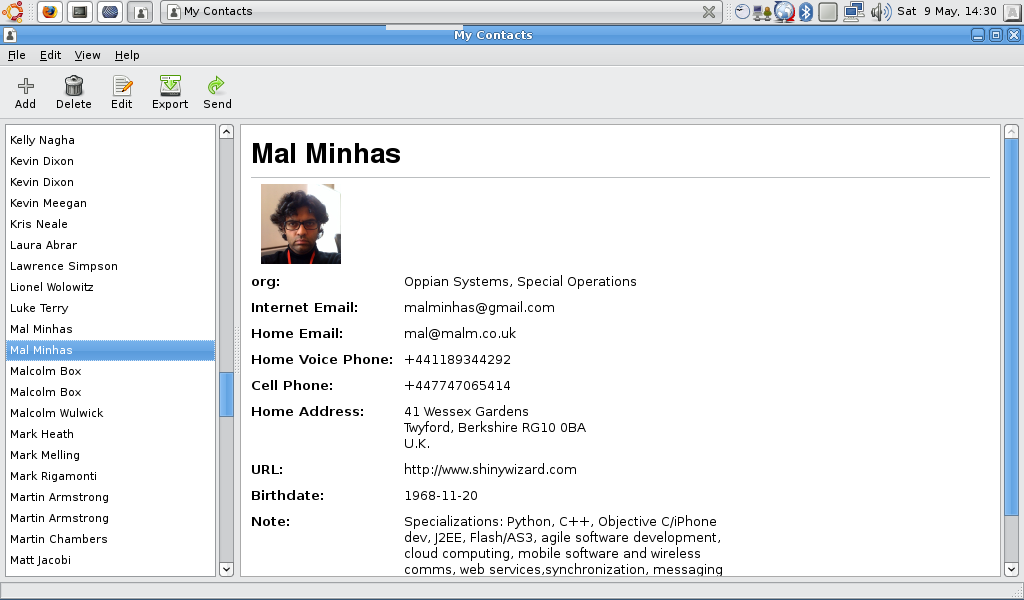 My Contacts
Sat 9 May, 14:30
My Contacts
File Edit View Help
Add Delete Edit Export Send
Kelly Nagha
Kevin Dixon
Kevin Dixon
Kevin Meegan
Kris Neale
Laura Abrar
Lawrence Simpson
Lionel Wolowitz
Luke Terry
Mal Minhas
Mal Minhas
Malcolm Box
Malcolm Box
Malcolm Wulwick
Mark Heath
Mark Melling
Mark Rigamonti
Martin Armstrong
Martin Armstrong
Martin Chambers
Matt Jacobi
Mal Minhas
org: Oppian Systems, Special Operations
Internet Email: malminhas@gmail.com
Home Email: mal@malm.co.uk
Home Voice Phone: +441189344292
Cell Phone: +447747065414
Home Address: 41 Wessex Gardens
Twyford, Berkshire RG10 0BA
U.K.
URL: http://www.shinywizard.com
Birthdate: 1968-11-20
Note: Specializations: Python, C++, Objective C/iPhone
dev, J2EE, Flash/AS3, agile software development,
cloud computing, mobile software and wireless
comms, web services,synchronization, messaging